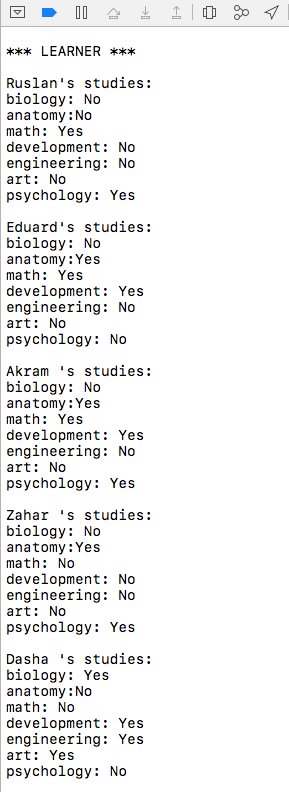 *** LEARNER ***
Ruslan's studies:
biology: No
anatomy:No
math: Yes
development: No
engineering: No
art: No
psychology: Yes
Eduard's studies:
biology: No
anatomy:Yes
math: Yes
development: Yes
engineering: No
art: No
psychology: No
Akram 's studies:
biology: No
anatomy:Yes
math: Yes
development: Yes
engineering: No
art: No
psychology: Yes
Zahar 's studies:
biology: No
anatomy:Yes
math: No
development: No
engineering: No
art: No
psychology: Yes
Dasha 's studies:
biology: Yes
anatomy:No
math: No
development: Yes
engineering: Yes
art: Yes
psychology: No